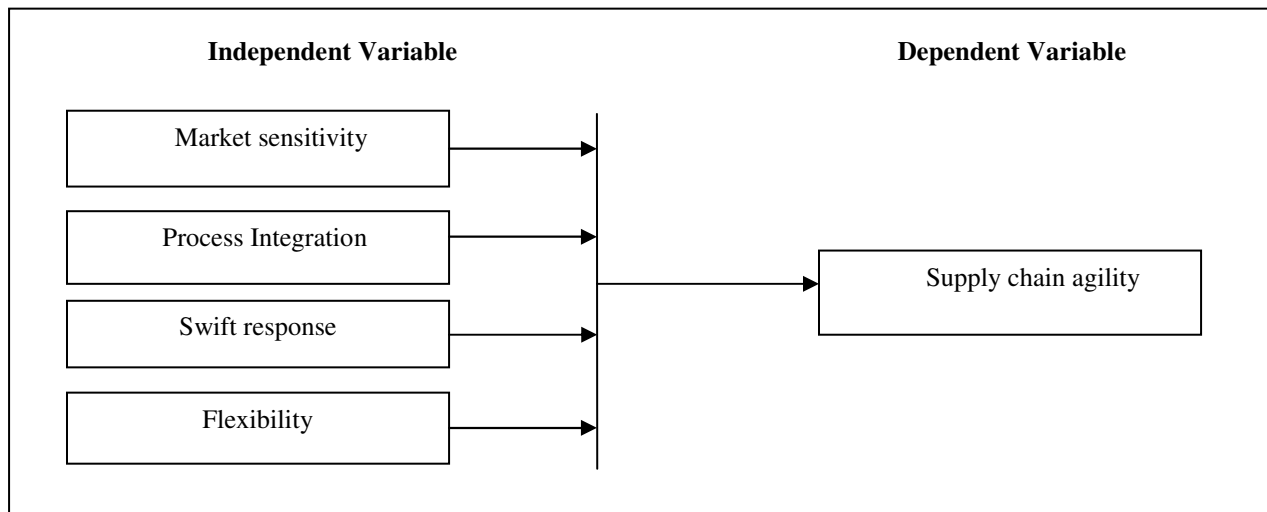 Independent Variable
Dependent Variable
Market sensitivity
Process Integration
Swift response
Flexibility
Supply chain agility